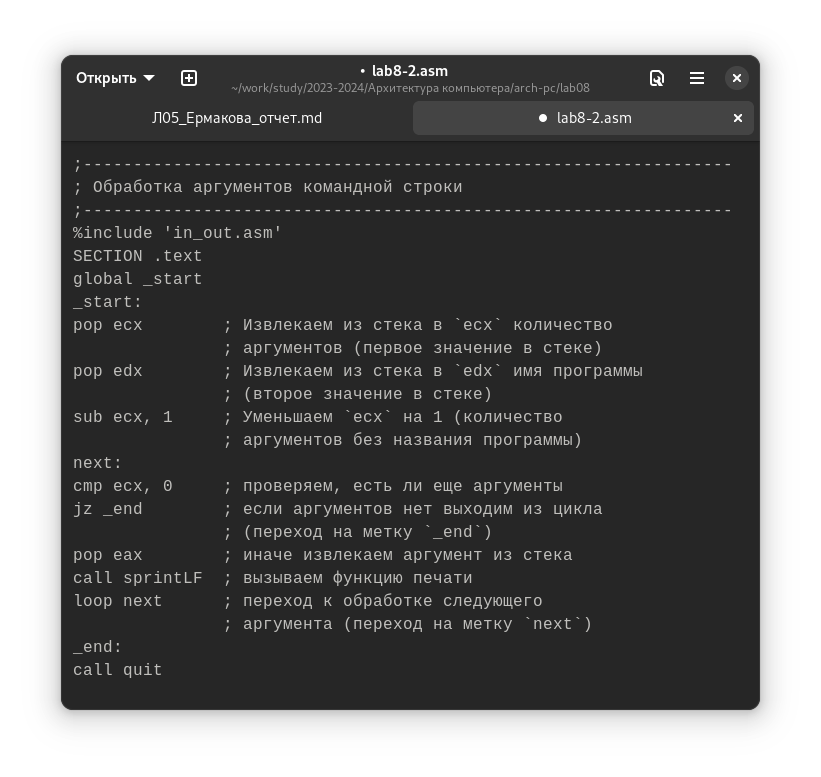 Открыть
• lab8-2.asm
~/work/study/2023-2024/Архитектура компьютера/arch-pc/lab08
Л05_Ермакова_отчет.md
● lab8-2.asm
;-----------------------------------------------------------------
; Обработка аргументов командной строки
;-----------------------------------------------------------------
%include 'in_out.asm'
SECTION .text
global _start
_start:
pop ecx        ; Извлекаем из стека в `ecx` количество
               ; аргументов (первое значение в стеке)
pop edx        ; Извлекаем из стека в `edx` имя программы
               ; (второе значение в стеке)
sub ecx, 1     ; Уменьшаем `ecx` на 1 (количество
               ; аргументов без названия программы)
next:
cmp ecx, 0     ; проверяем, есть ли еще аргументы
jz _end        ; если аргументов нет выходим из цикла
               ; (переход на метку `_end`)
pop eax        ; иначе извлекаем аргумент из стека
call sprintLF  ; вызываем функцию печати
loop next      ; переход к обработке следующего
               ; аргумента (переход на метку `next`)
_end:
call quit